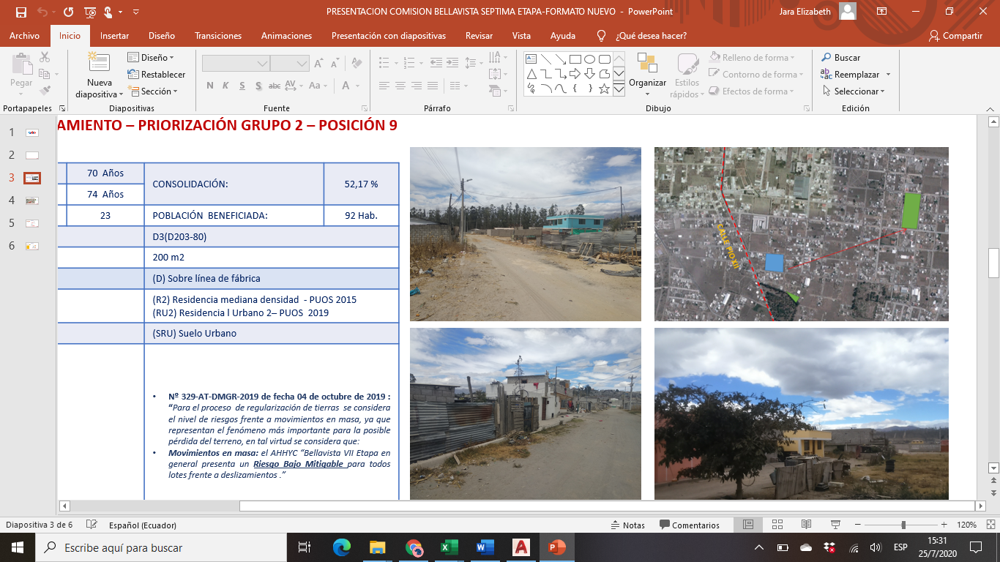 PRESENTACION COMISION BELLAVISTA SEPTIMA ETAPA-FORMATO NUEVO - PowerPoint
Jara Elizabeth
Archivo
Inicio
Insertar
Diseño
Transiciones
Animaciones
Presentación con diapositivas
Revisar
Vista
Ayuda
¿Qué desea hacer?
Compartir
Pegar
Portapapeles
Nueva
diapositiva
Diseño
Restablecer
Sección
Diapositivas
N K S S abc AV Aa A
Fuente
Párrafo
Organizar
Estilos
rápidos
Relleno de forma
Contorno de forma
Efectos de forma
Dibujo
Buscar
Reemplazar
Seleccionar
Edición
1
2
3
4
5
6
AMIENTO – PRIORIZACIÓN GRUPO 2 – POSICIÓN 9
70 Años
CONSOLIDACIÓN:
52,17 %
74 Años
23
POBLACIÓN BENEFICIADA:
92 Hab.
D3(D203-80)
200 m2
(D) Sobre línea de fábrica
(R2) Residencia mediana densidad - PUOS 2015
(RU2) Residencia l Urbano 2– PUOS 2019
(SRU) Suelo Urbano
• Nº 329-AT-DMGR-2019 de fecha 04 de octubre de 2019 :
“Para el proceso de regularización de tierras se considera
el nivel de riesgos frente a movimientos en masa, ya que
representan el fenómeno más importante para la posible
pérdida del terreno, en tal virtud se considera que:
• Movimientos en masa: el AHHYC “Bellavista VII Etapa en
general presenta un Riesgo Bajo Mitigable para todos
lotes frente a deslizamientos .”
CALLE PIO XII
Diapositiva 3 de 6
Español (Ecuador)
Notas
Comentarios
120%
Escribe aquí para buscar
ESP
15:31
25/7/2020